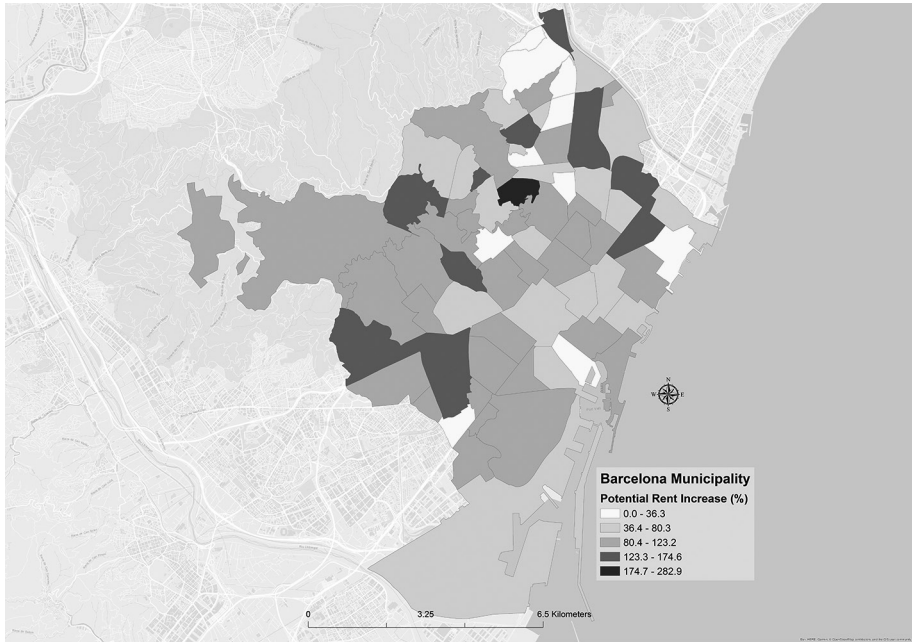 N
W E
S
Barcelona Municipality
Potential Rent Increase (%)
0.0 - 36.3
36.4 - 80.3
80.4 - 123.2
123.3 - 174.6
174.7 - 282.9
0 3.25 6.5 Kilometers